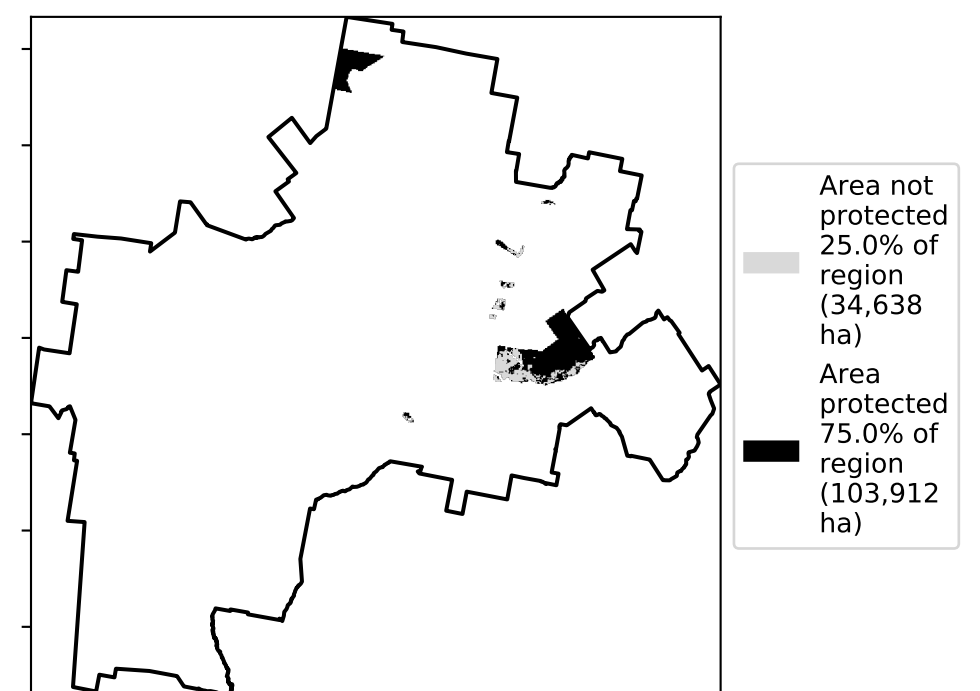 Area not
protected
25.0% of
region
(34,638
ha)
Area
protected
75.0% of
region
(103,912
ha)